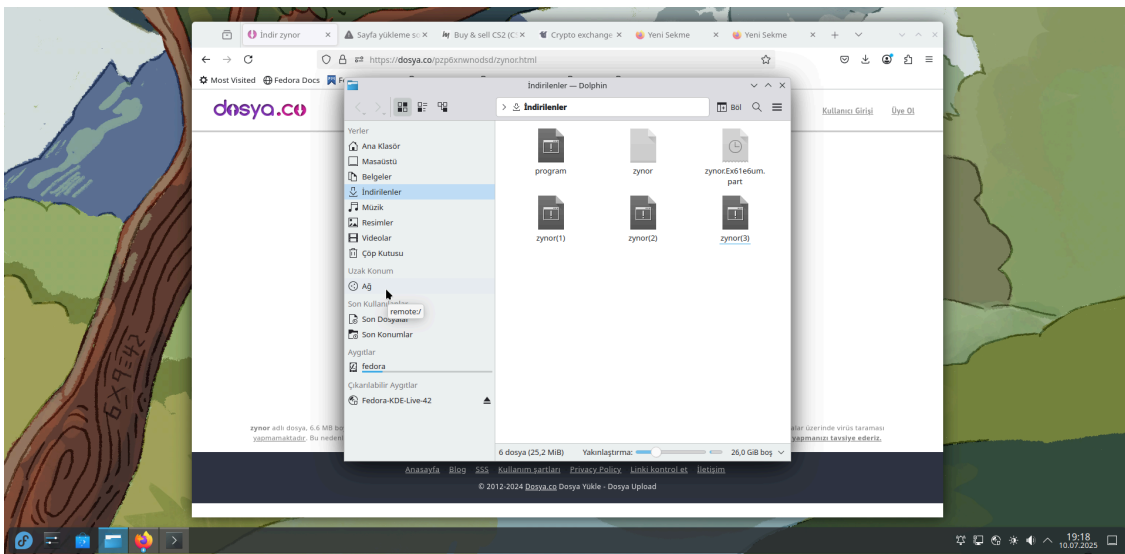 İndir zynor
Sayfa yükleme so
Buy & sell CS2 (C:
Crypto exchange
Yeni Sekme
Yeni Sekme
https://dosya.co/pzp6xnwnodsd/zynor.html
Most Visited
Fedora Docs
İndirilenler — Dolphin
dosya.co
İndirilenler
Böl
Kullanıcı Girişi
Üye Ol
Yerler
Ana Klasör
Masaüstü
Belgeler
İndirilenler
Müzik
Resimler
Videolar
Çöp Kutusu
Uzak Konum
Ağ
remote:/
Son Dosyalar
Son Konumlar
Aygıtlar
fedora
Çıkarılabilir Aygıtlar
Fedora-KDE-Live-42
program
zynor
zynor.Ex61e6um.
part
zynor(1)
zynor(2)
zynor(3)
6x9=42
zynor adlı dosya, 6.6 MB bo
alar üzerinde virüs taraması
yapmamaktadır. Bu nedenl
yapmanızı tavsiye ederiz.
6 dosya (25,2 MiB)
Yakınlaştırma:
26,0 GiB boş
Anasayfa Blog SSS Kullanım şartları Privacy Policy Linki kontrol et İletişim
© 2012-2024 Dosya.co Dosya Yükle - Dosya Upload
19:18
10.07.2025